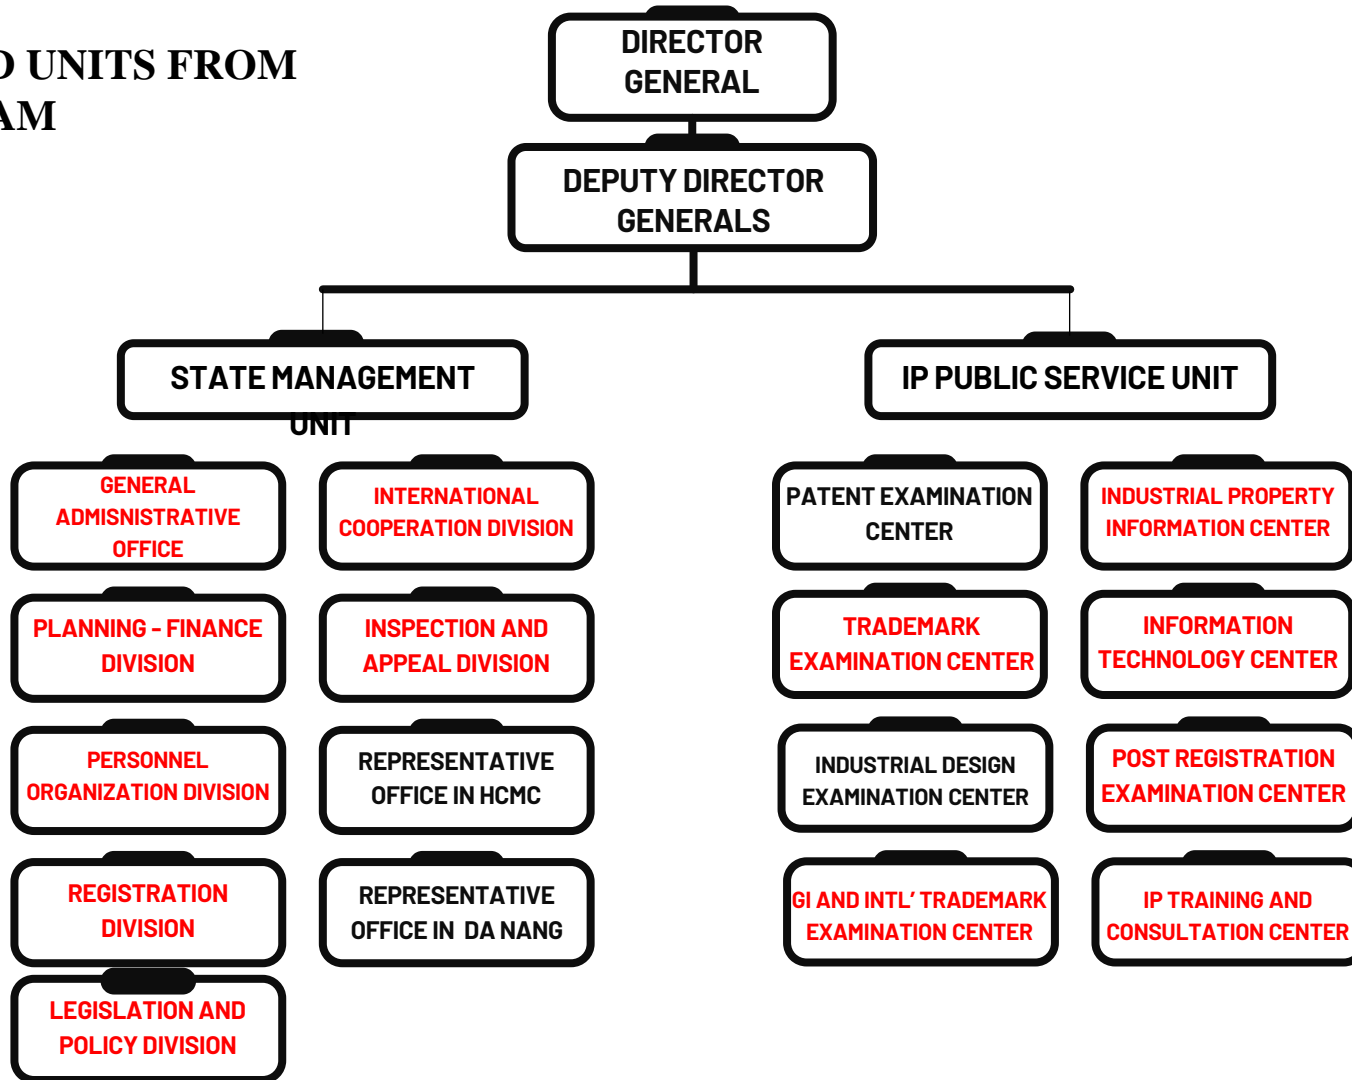 D UNITS FROM
AM
DIRECTOR
GENERAL
DEPUTY DIRECTOR
GENERALS
STATE MANAGEMENT
UNIT
IP PUBLIC SERVICE UNIT
GENERAL
ADMISNISTRATIVE
OFFICE
INTERNATIONAL
COOPERATION DIVISION
PATENT EXAMINATION
CENTER
INDUSTRIAL PROPERTY
INFORMATION CENTER
PLANNING - FINANCE
DIVISION
INSPECTION AND
APPEAL DIVISION
TRADEMARK
EXAMINATION CENTER
INFORMATION
TECHNOLOGY CENTER
PERSONNEL
ORGANIZATION DIVISION
REPRESENTATIVE
OFFICE IN HCMC
INDUSTRIAL DESIGN
EXAMINATION CENTER
POST REGISTRATION
EXAMINATION CENTER
REGISTRATION
DIVISION
REPRESENTATIVE
OFFICE IN DA NANG
GI AND INTL' TRADEMARK
EXAMINATION CENTER
IP TRAINING AND
CONSULTATION CENTER
LEGISLATION AND
POLICY DIVISION